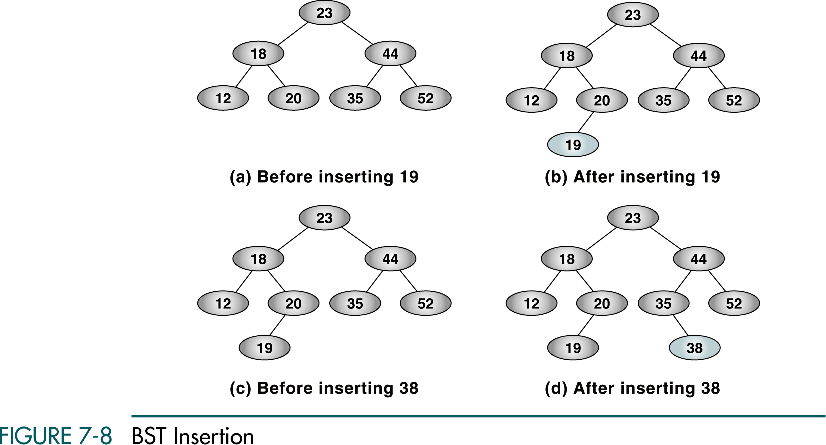 23 23
18 44 18 44
12 20 35 52 12 20 35 52
19
(a) Before inserting 19 (b) After inserting 19
23 23
18 44 18 44
12 20 35 52 12 20 35 52
19 19 38
(c) Before inserting 38 (d) After inserting 38
FIGURE 7-8 BST Insertion